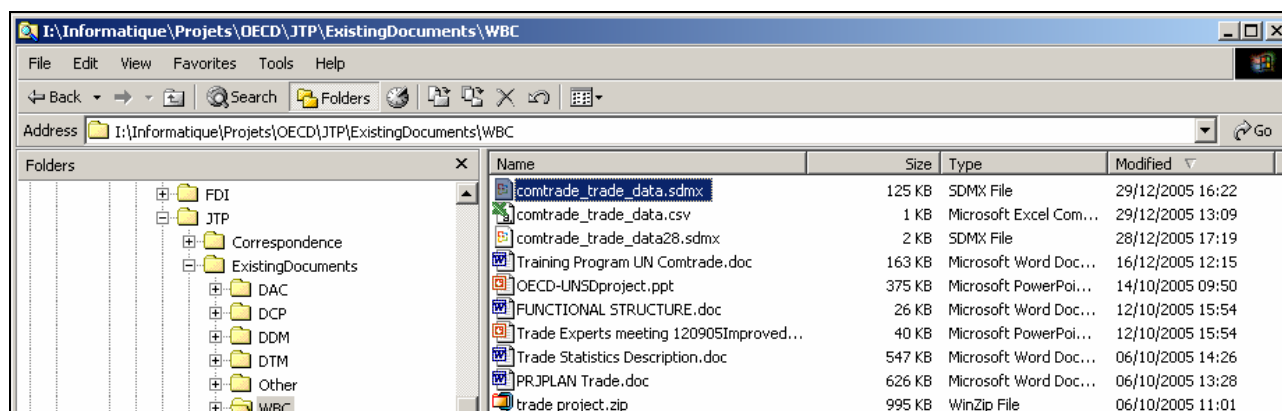 I:\Informatique\Projets\OECD\JTP\ExistingDocuments\WBC
File Edit View Favorites Tools Help
Back Search Folders
Address I:\Informatique\Projets\OECD\JTP\ExistingDocuments\WBC Go
Folders
FDI
JTP
Correspondence
ExistingDocuments
DAC
DCP
DDM
DTM
Other
WBC
Name Size Type Modified
comtrade_trade_data.sdmx 125 KB SDMX File 29/12/2005 16:22
comtrade_trade_data.csv 1 KB Microsoft Excel Com... 29/12/2005 13:09
comtrade_trade_data28.sdmx 2 KB SDMX File 28/12/2005 17:19
Training Program UN Comtrade.doc 163 KB Microsoft Word Doc... 16/12/2005 12:15
OECD-UNSDproject.ppt 375 KB Microsoft PowerPoi... 14/10/2005 09:50
FUNCTIONAL STRUCTURE.doc 26 KB Microsoft Word Doc... 12/10/2005 15:54
Trade Experts meeting 120905Improved... 40 KB Microsoft PowerPoi... 12/10/2005 15:54
Trade Statistics Description.doc 547 KB Microsoft Word Doc... 06/10/2005 14:26
PRJPLAN Trade.doc 626 KB Microsoft Word Doc... 06/10/2005 13:28
trade project.zip 995 KB WinZip File 06/10/2005 11:01